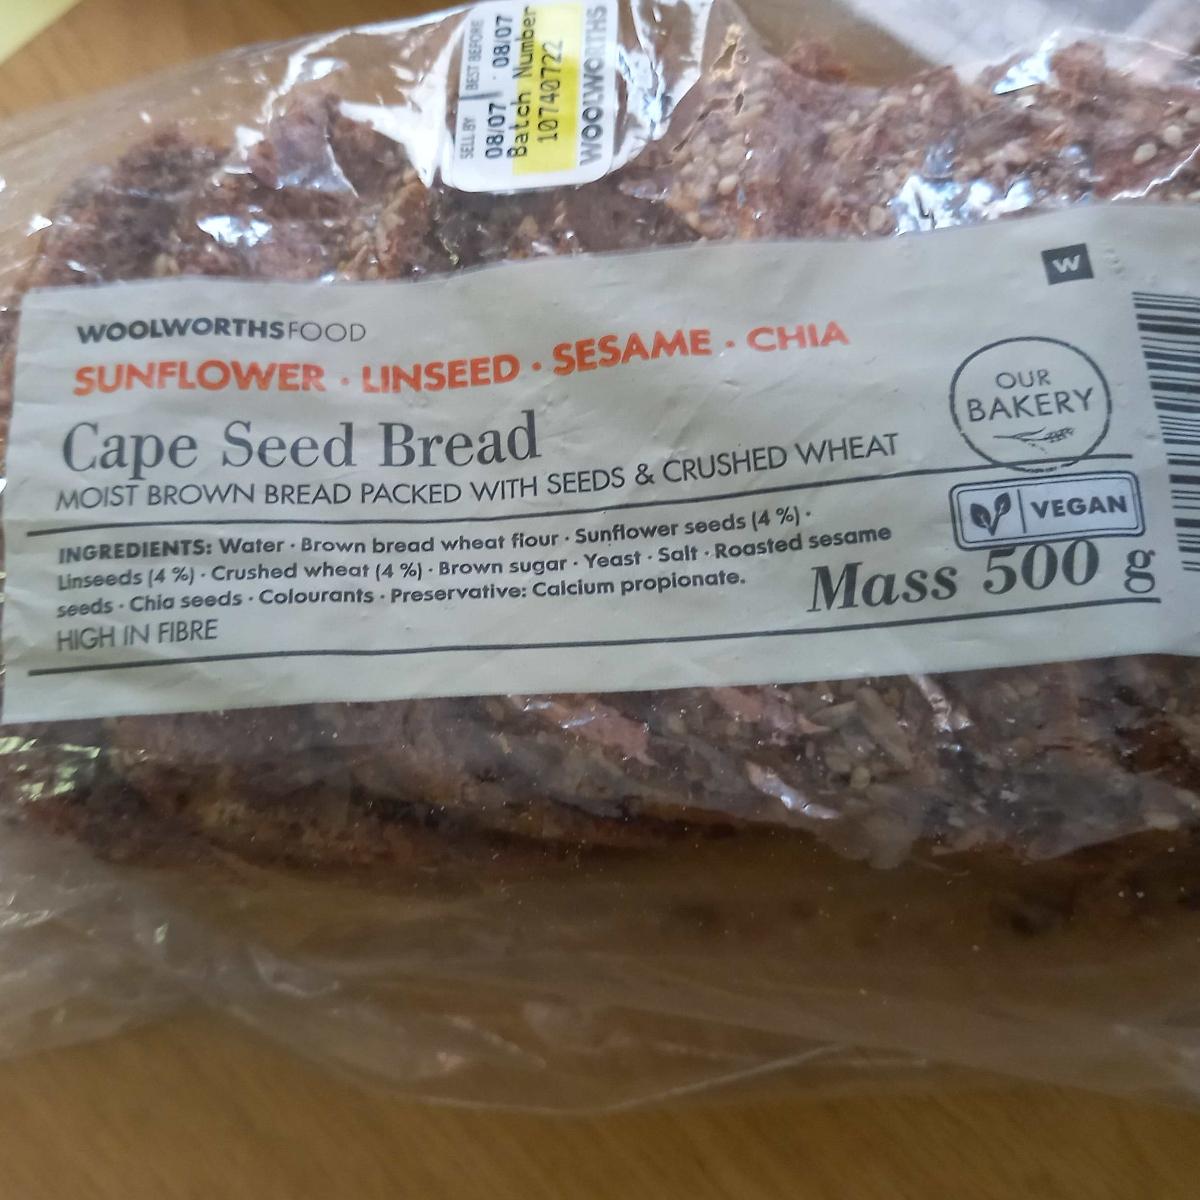 SELL BY | BEST BEFORE
08/07 | 08/07
Batch Number
10740722
WOOLWORTHS
W
WOOLWORTHSFOOD
SUNFLOWER · LINSEED · SESAME · CHIA
OUR
BAKERY
Cape Seed Bread
MOIST BROWN BREAD PACKED WITH SEEDS & CRUSHED WHEAT
VEGAN
INGREDIENTS: Water · Brown bread wheat flour · Sunflower seeds (4 %) ·
Linseeds (4 %) · Crushed wheat (4 %) · Brown sugar · Yeast · Salt · Roasted sesame
seeds · Chia seeds · Colourants · Preservative: Calcium propionate.
HIGH IN FIBRE
Mass 500 g